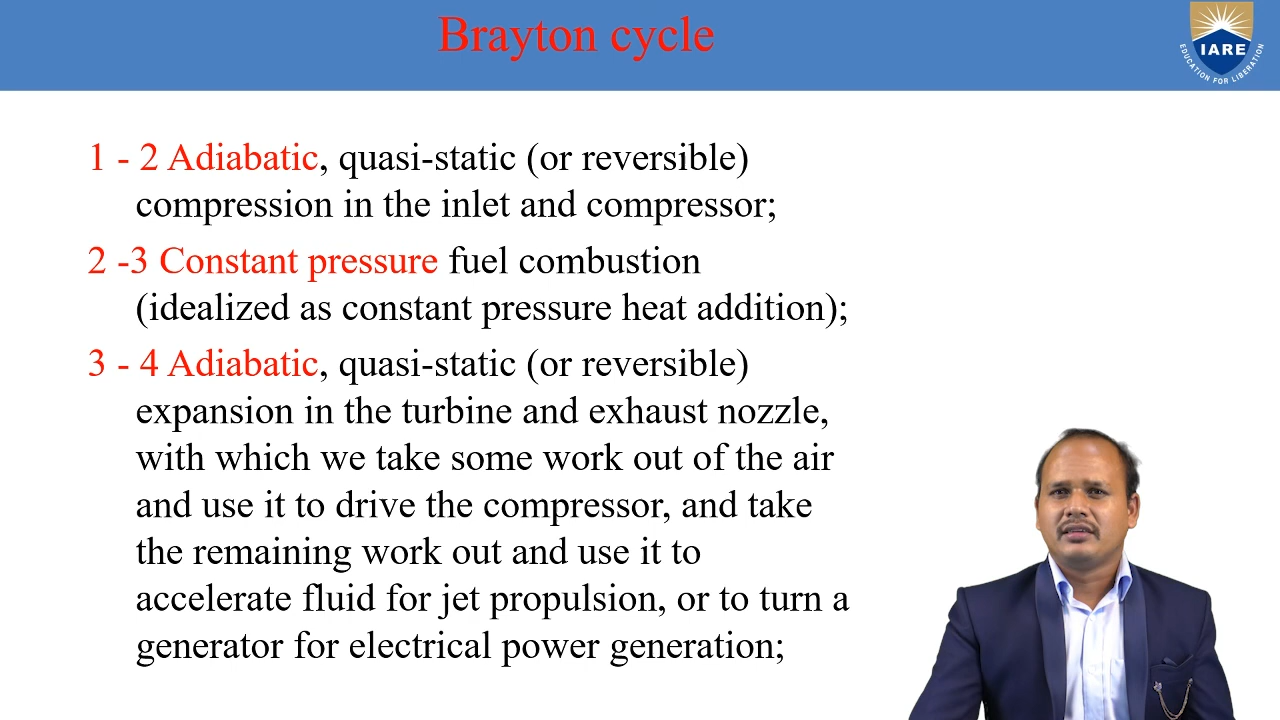 Brayton cycle
IARE
EDUCATION FOR LIBERATION
1 - 2 Adiabatic, quasi-static (or reversible)
compression in the inlet and compressor;
2 -3 Constant pressure fuel combustion
(idealized as constant pressure heat addition);
3 - 4 Adiabatic, quasi-static (or reversible)
expansion in the turbine and exhaust nozzle,
with which we take some work out of the air
and use it to drive the compressor, and take
the remaining work out and use it to
accelerate fluid for jet propulsion, or to turn a
generator for electrical power generation;